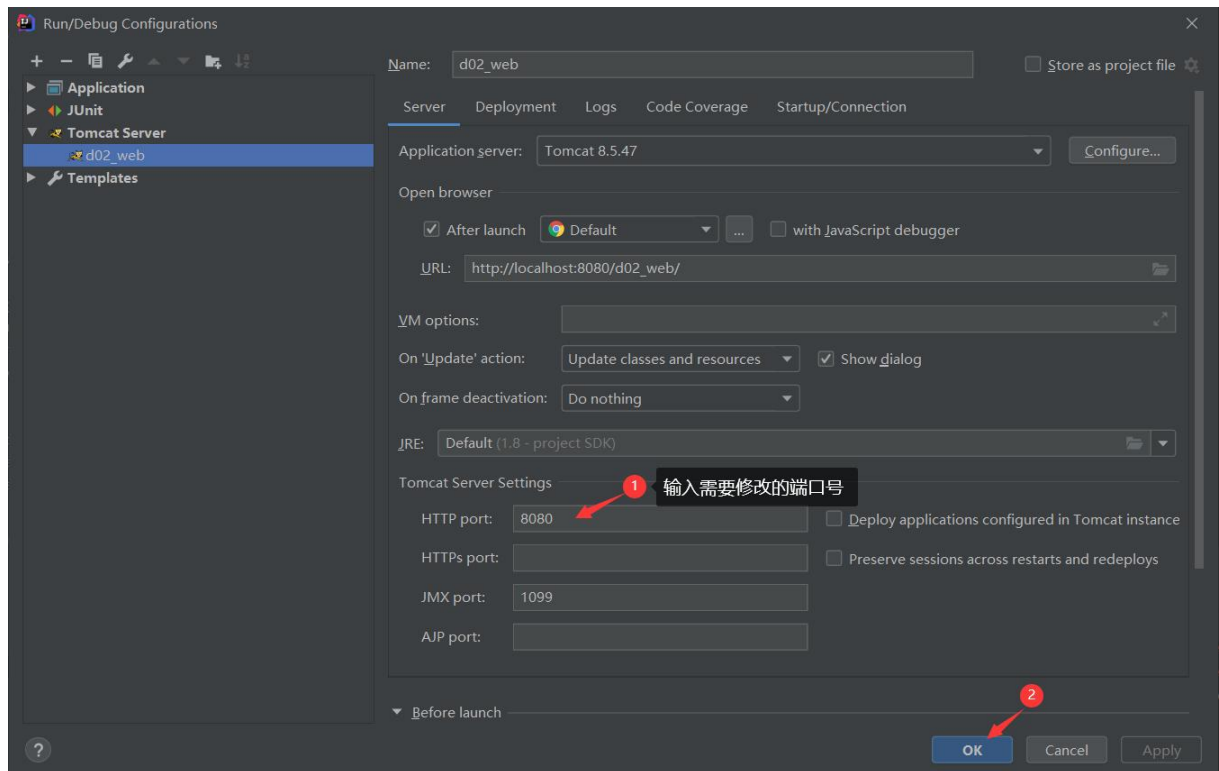 Run/Debug Configurations
Application
JUnit
Tomcat Server
d02_web
Templates
Name: d02_web Store as project file
Server Deployment Logs Code Coverage Startup/Connection
Application server: Tomcat 8.5.47 Configure...
Open browser
After launch Default ... with JavaScript debugger
URL: http://localhost:8080/d02_web/
VM options:
On 'Update' action: Update classes and resources Show dialog
On frame deactivation: Do nothing
JRE: Default (1.8 - project SDK)
Tomcat Server Settings 1 输入需要修改的端口号
HTTP port: 8080 Deploy applications configured in Tomcat instance
HTTPs port: Preserve sessions across restarts and redeploys
JMX port: 1099
AJP port:
2
Before launch
? OK Cancel Apply